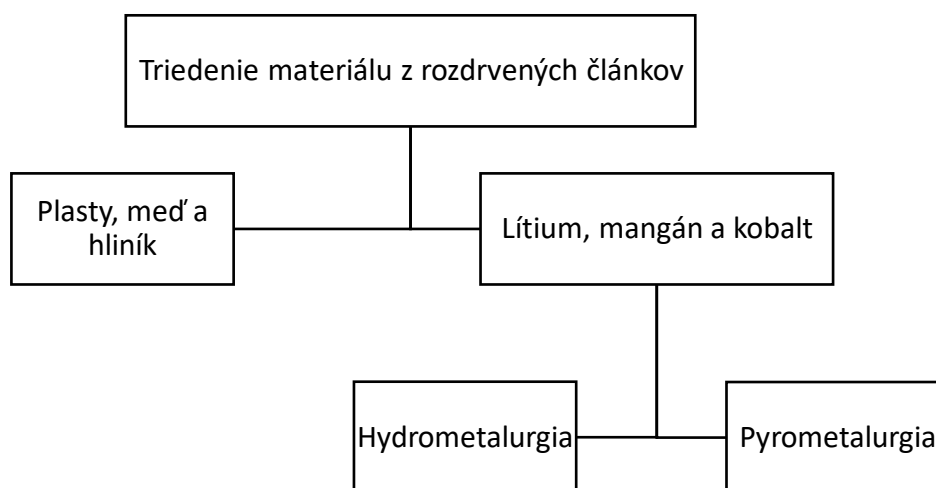 Triedenie materiálu z rozdrvených článkov
Plasty, meď a
hliník
Lítium, mangán a kobalt
Hydrometalurgia
Pyrometalurgia